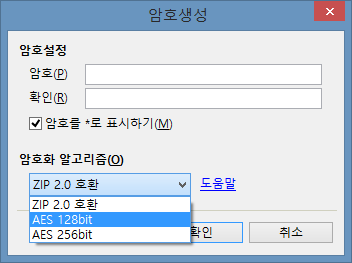 암호생성
암호설정
암호(P)
확인(R)
암호를 *로 표시하기(M)
암호화 알고리즘(O)
ZIP 2.0 호환
도움말
ZIP 2.0 호환
AES 128bit
AES 256bit
확인
취소